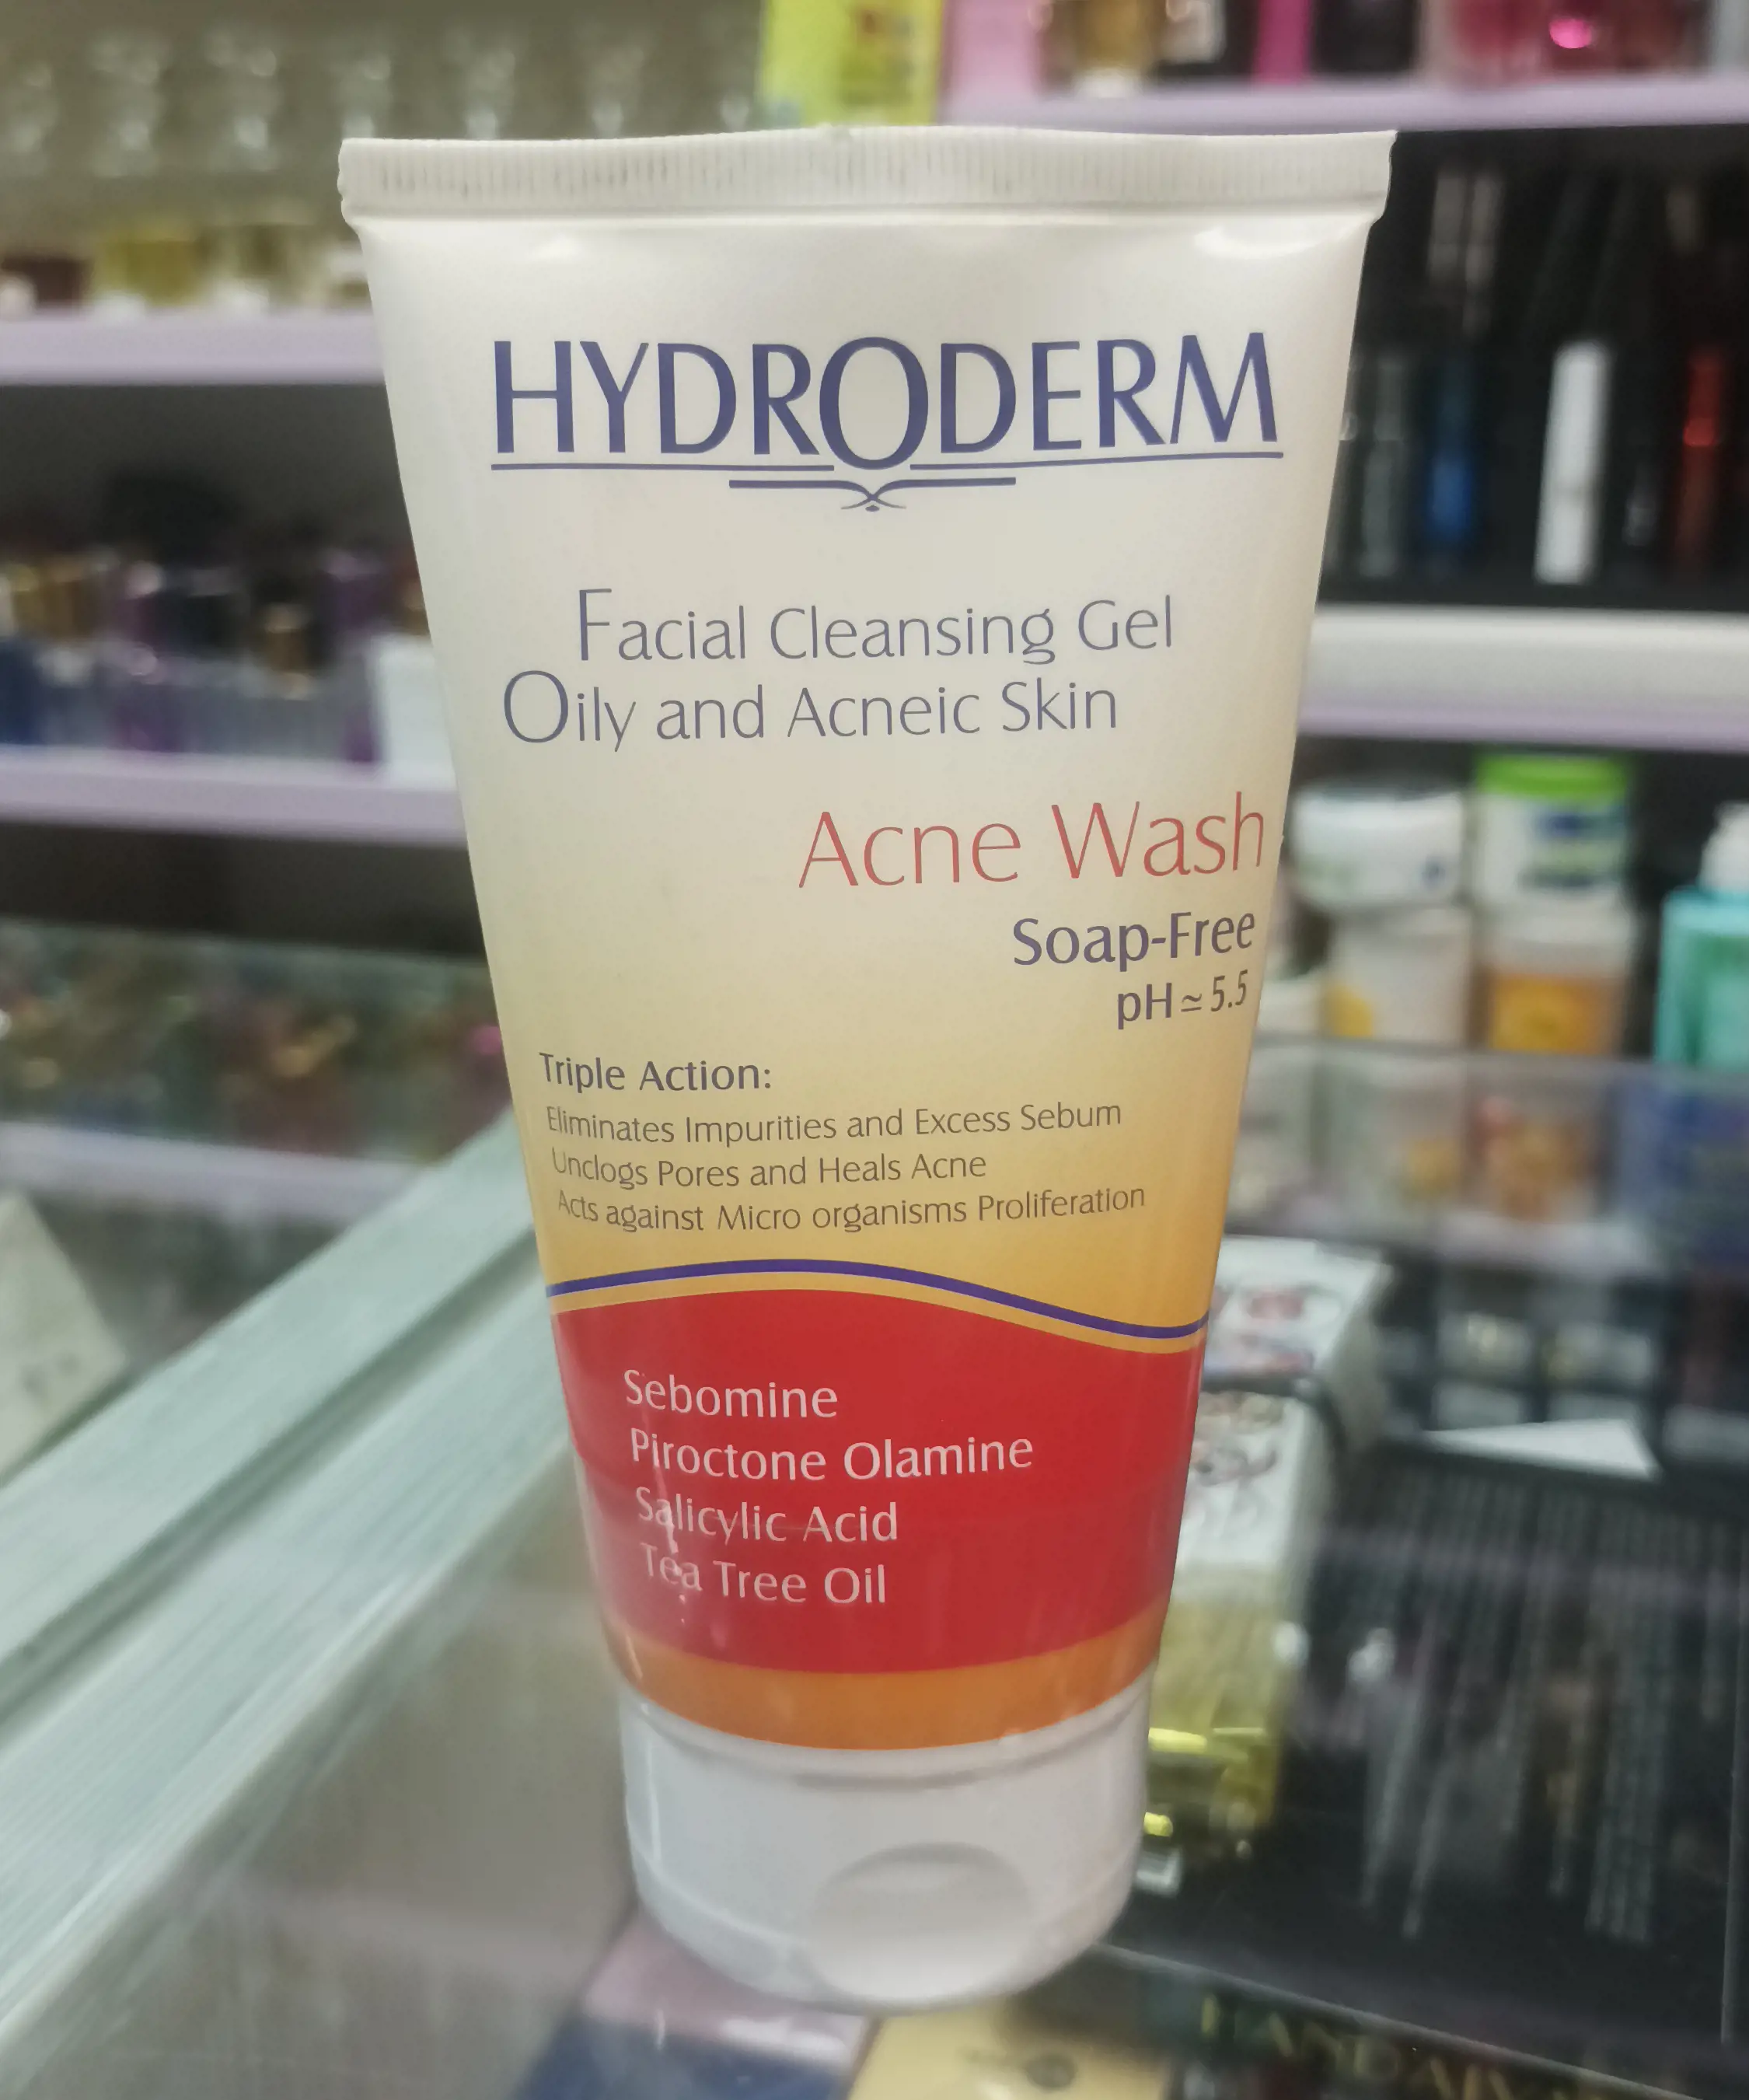 HYDRODERM
Facial Cleansing Gel
Oily and Acneic Skin
Acne Wash
Soap-Free
pH ≃ 5.5
Triple Action:
Eliminates Impurities and Excess Sebum
Unclogs Pores and Heals Acne
Acts against Micro organisms Proliferation
Sebomine
Piroctone Olamine
Salicylic Acid
Tea Tree Oil